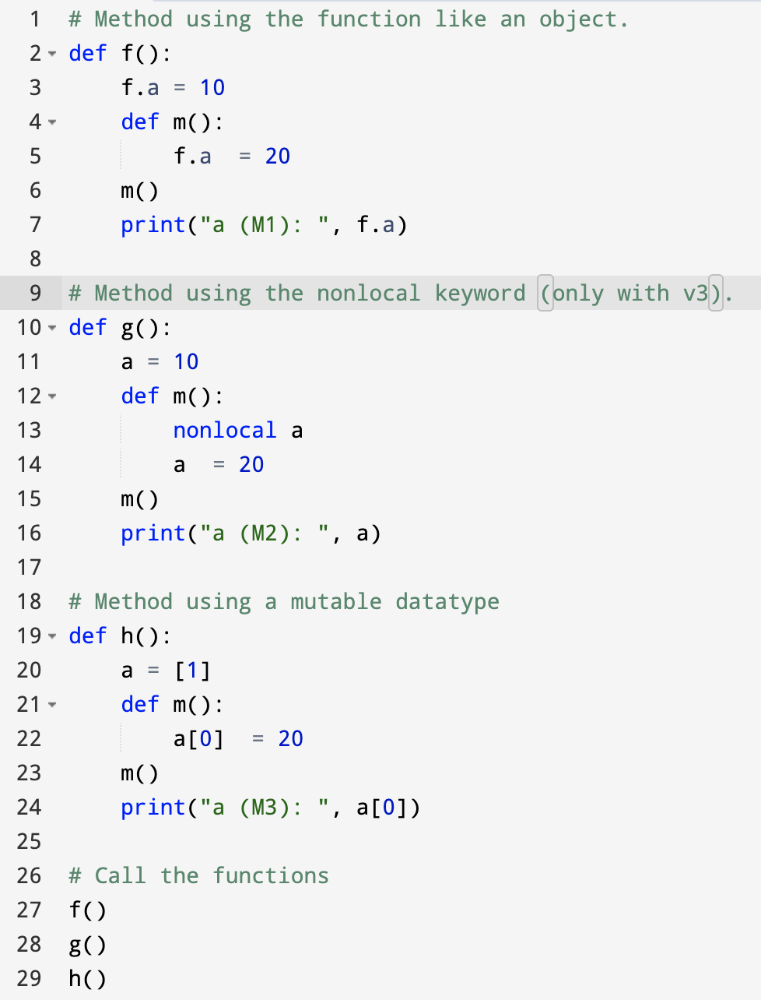 1 # Method using the function like an object.
2 def f():
3     f.a = 10
4     def m():
5         f.a  = 20
6     m()
7     print("a (M1): ", f.a)
8
9 # Method using the nonlocal keyword (only with v3).
10 def g():
11     a = 10
12     def m():
13         nonlocal a
14         a  = 20
15     m()
16     print("a (M2): ", a)
17
18 # Method using a mutable datatype
19 def h():
20     a = [1]
21     def m():
22         a[0]  = 20
23     m()
24     print("a (M3): ", a[0])
25
26 # Call the functions
27 f()
28 g()
29 h()